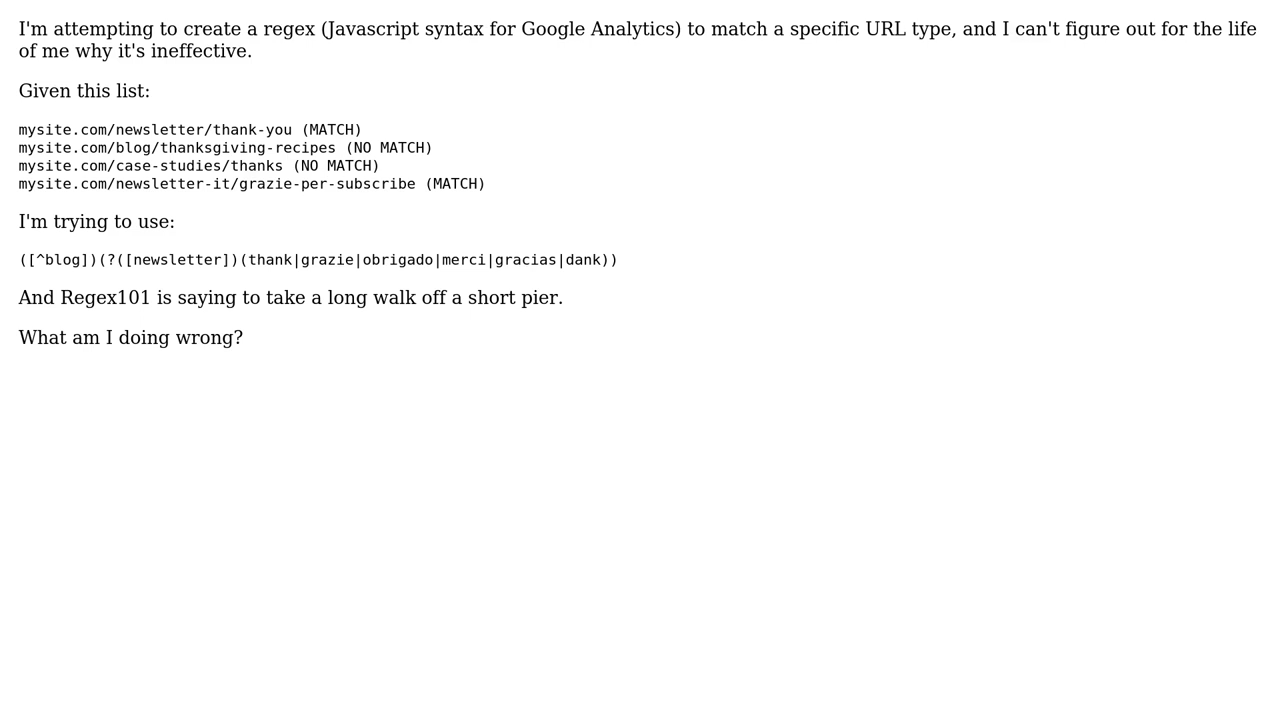 I'm attempting to create a regex (Javascript syntax for Google Analytics) to match a specific URL type, and I can't figure out for the life
of me why it's ineffective.
Given this list:
mysite.com/newsletter/thank-you (MATCH)
mysite.com/blog/thanksgiving-recipes (NO MATCH)
mysite.com/case-studies/thanks (NO MATCH)
mysite.com/newsletter-it/grazie-per-subscribe (MATCH)
I'm trying to use:
([^blog])(?([newsletter])(thank|grazie|obrigado|merci|gracias|dank))
And Regex101 is saying to take a long walk off a short pier.
What am I doing wrong?